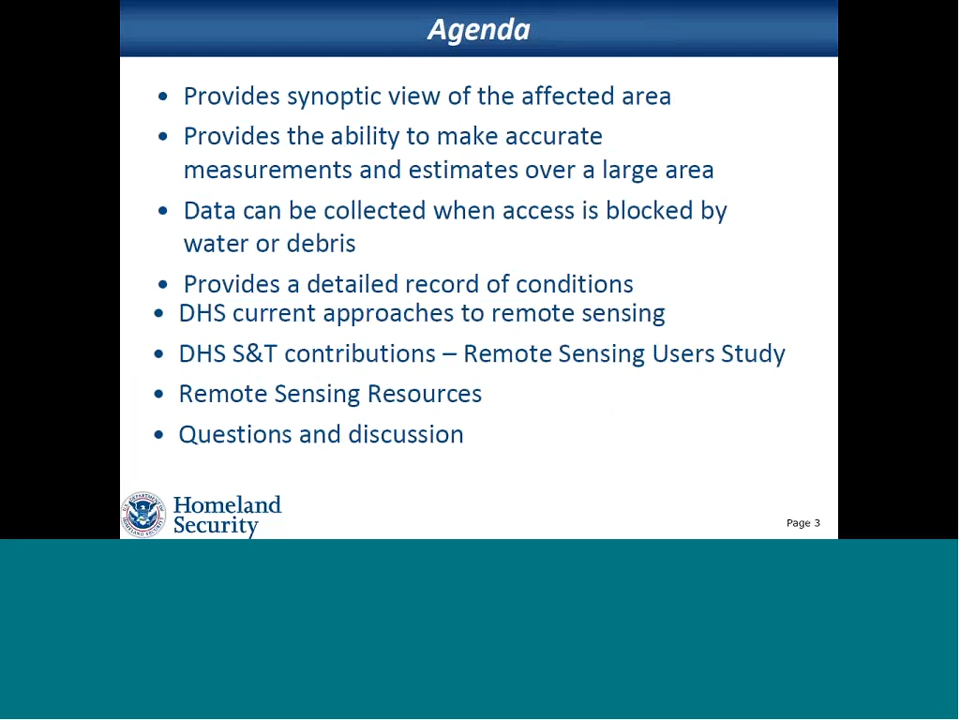 Agenda
• Provides synoptic view of the affected area
• Provides the ability to make accurate
measurements and estimates over a large area
• Data can be collected when access is blocked by
water or debris
• Provides a detailed record of conditions
• DHS current approaches to remote sensing
• DHS S&T contributions – Remote Sensing Users Study
• Remote Sensing Resources
• Questions and discussion
Homeland
Security
Page 3